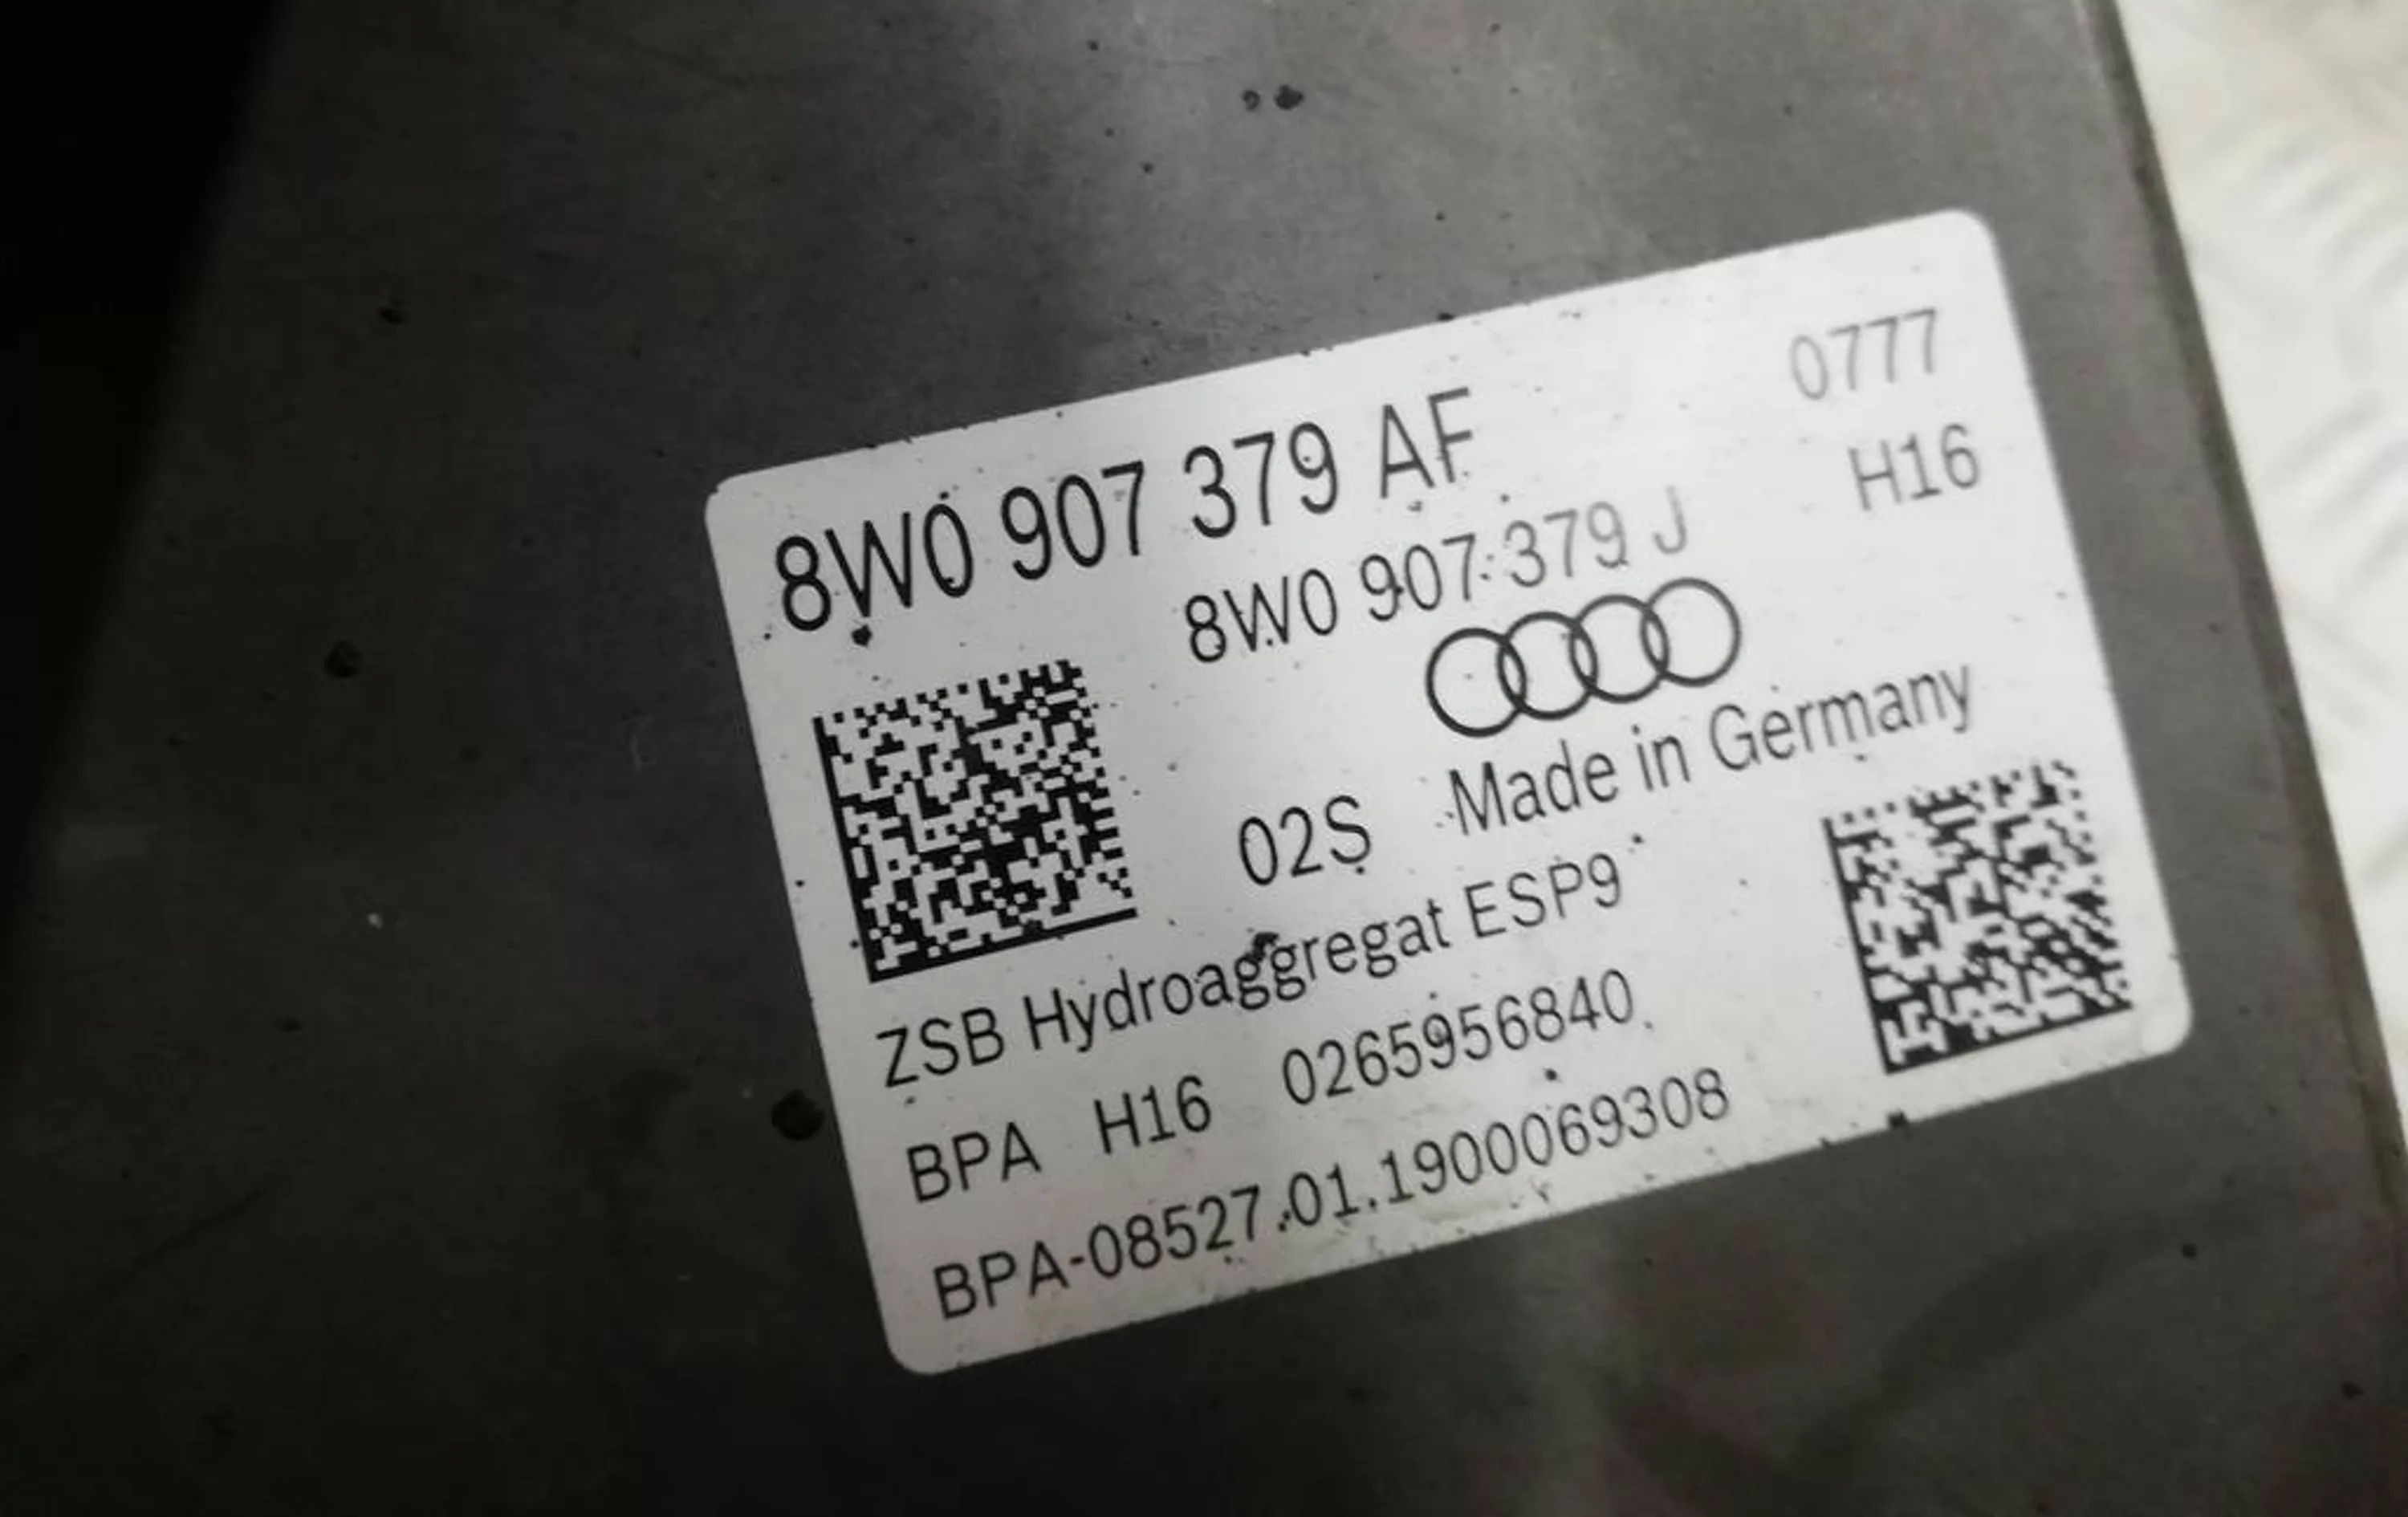 0777
8W0 907 379 AF
H16
8W0 907 379 J
02S Made in Germany
ZSB Hydroaggregat ESP9
BPA H16 0265956840
BPA-08527.01.1900069308